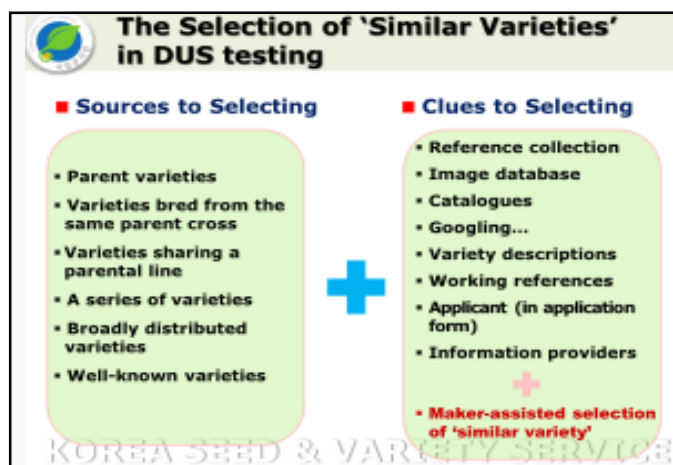 The Selection of ‘Similar Varieties’
in DUS testing
■ Sources to Selecting
▪ Parent varieties
▪ Varieties bred from the
same parent cross
▪ Varieties sharing a
parental line
▪ A series of varieties
▪ Broadly distributed
varieties
▪ Well-known varieties
■ Clues to Selecting
▪ Reference collection
▪ Image database
▪ Catalogues
▪ Googling...
▪ Variety descriptions
▪ Working references
▪ Applicant (in application
form)
▪ Information providers
▪ Maker-assisted selection
of ‘similar variety’
KOREA SEED & VARIETY SERVICE